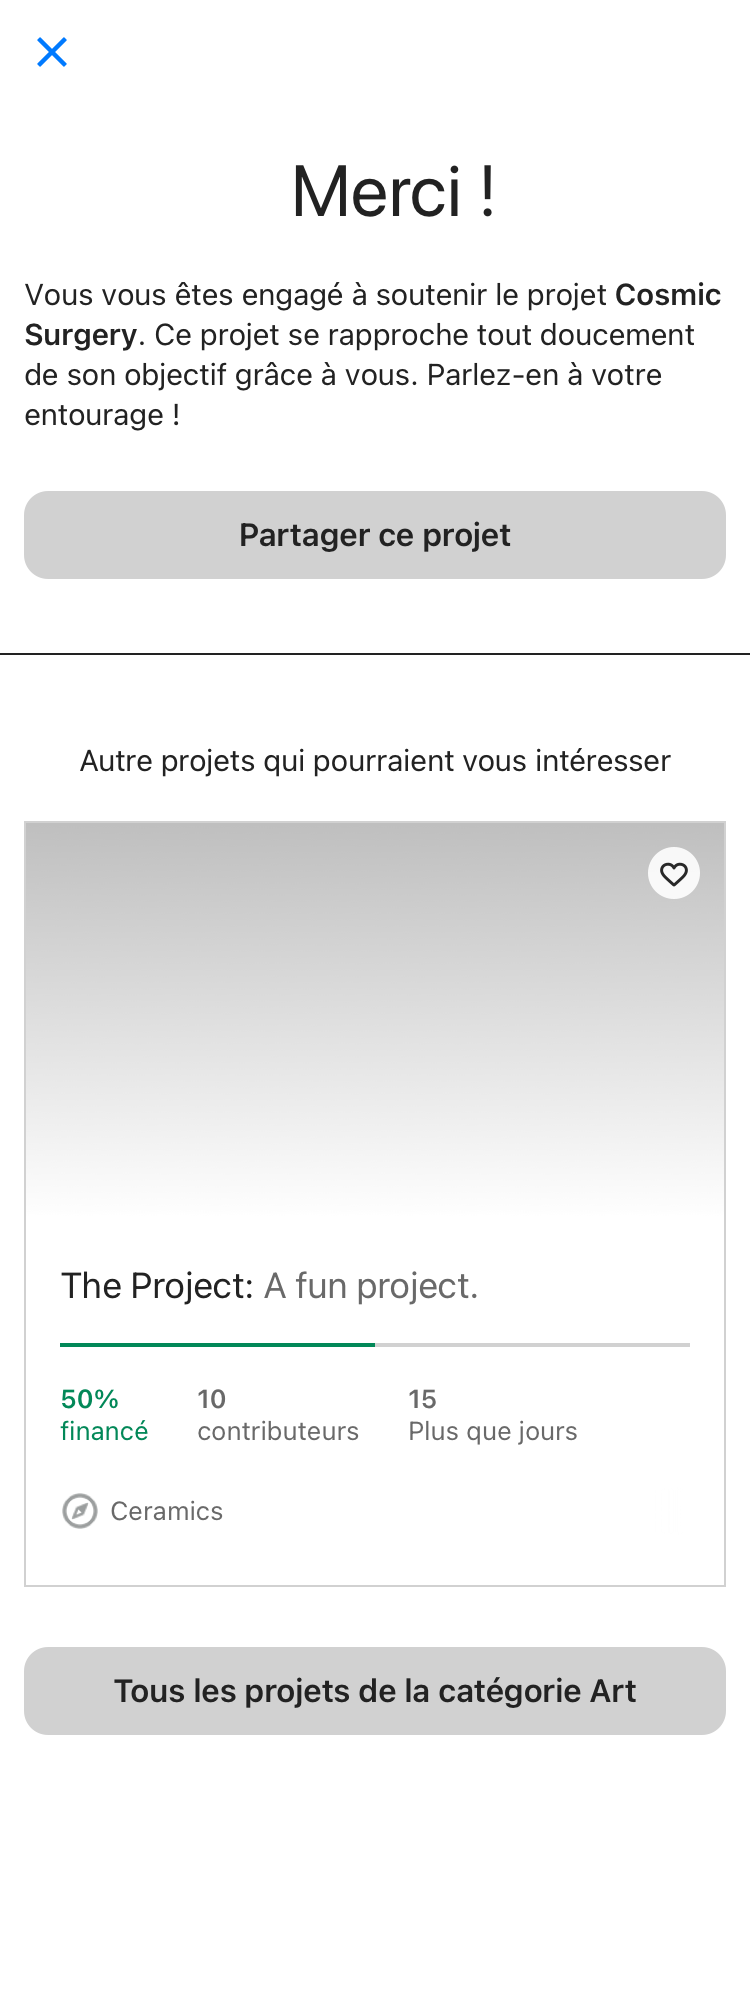 Merci !
Vous vous êtes engagé à soutenir le projet Cosmic
Surgery. Ce projet se rapproche tout doucement
de son objectif grâce à vous. Parlez-en à votre
entourage !
Partager ce projet
Autre projets qui pourraient vous intéresser
The Project: A fun project.
50% 10 15
financé contributeurs Plus que jours
Ceramics
Tous les projets de la catégorie Art